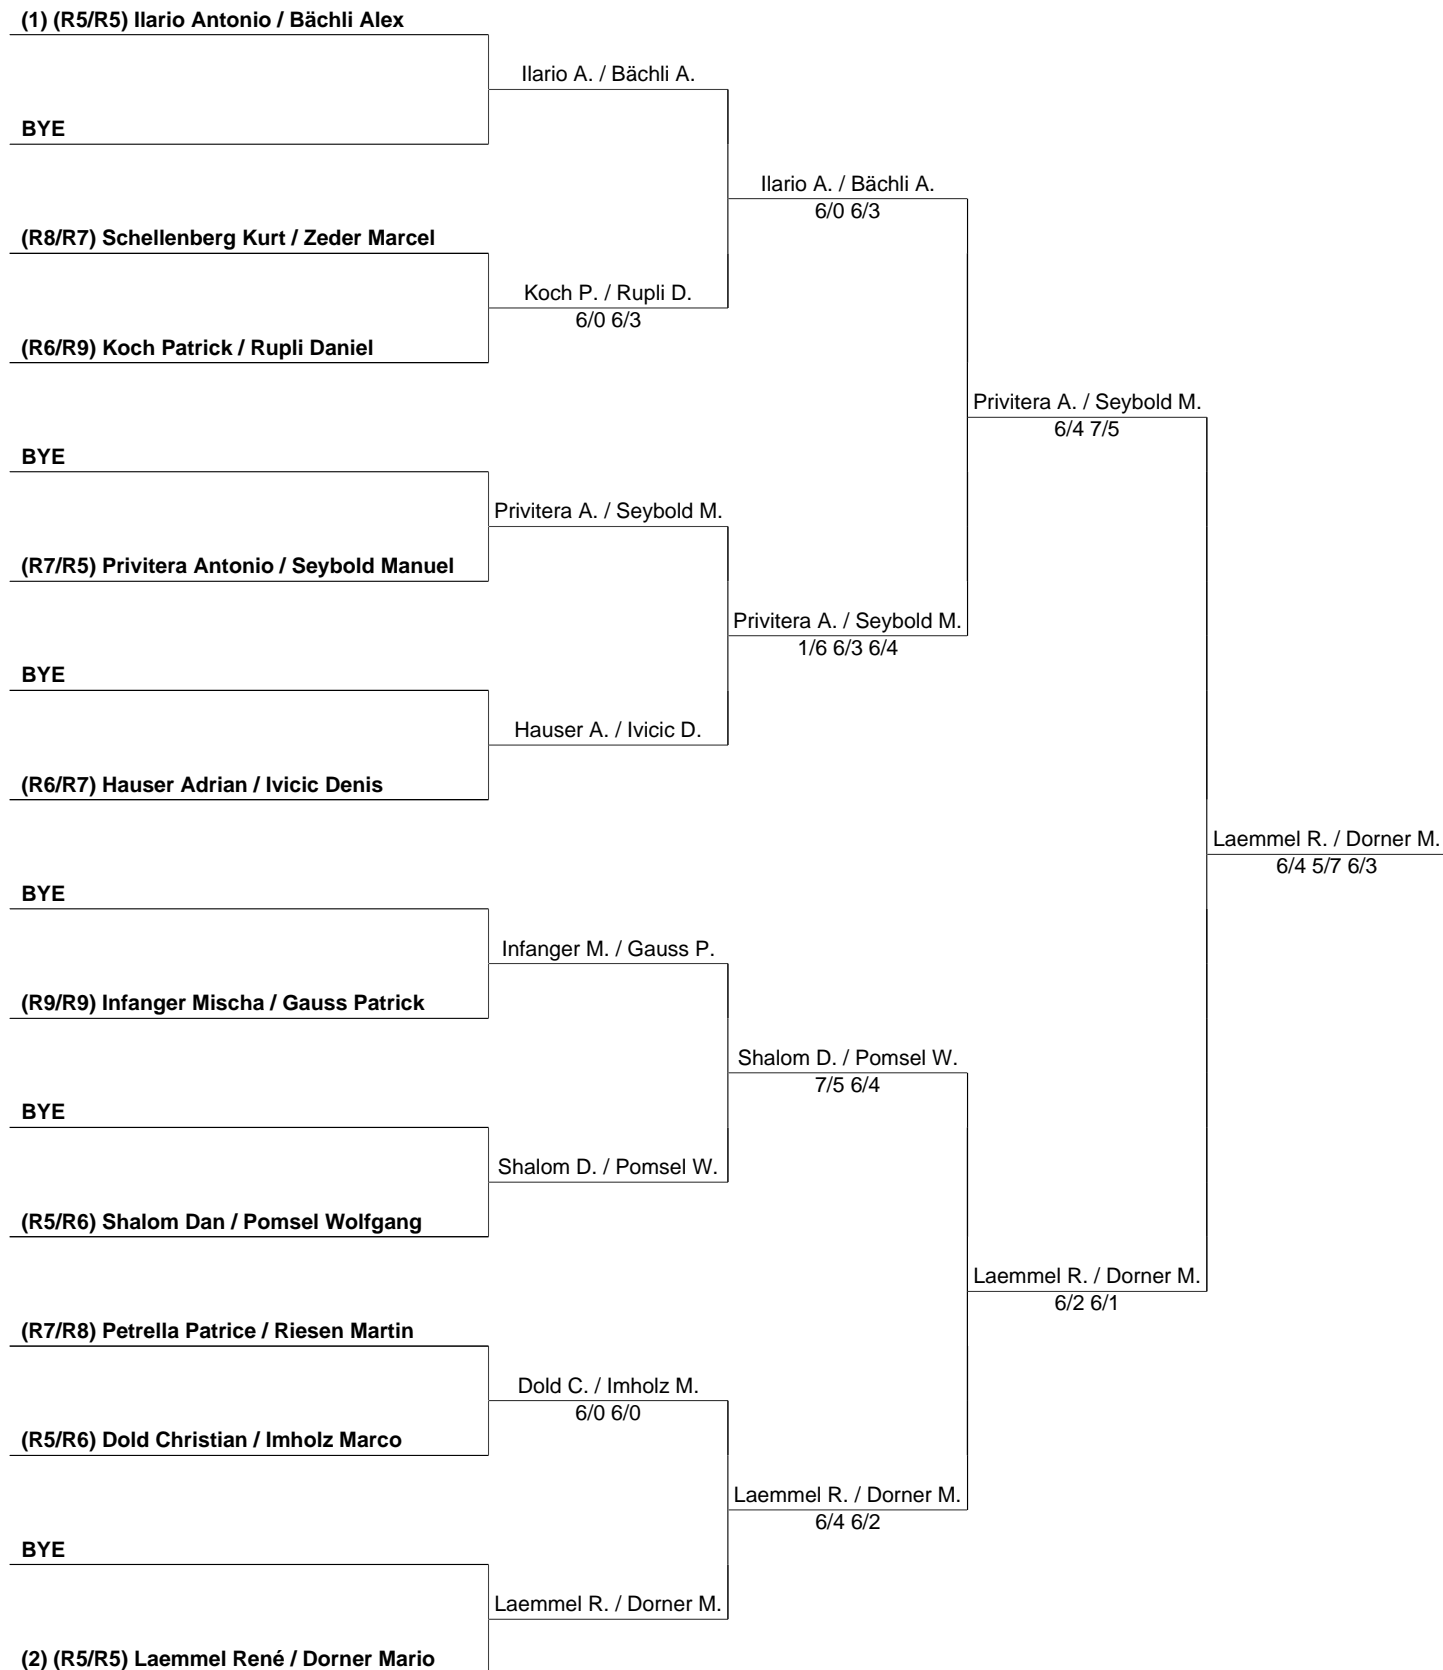 (1) (R5/R5) Ilario Antonio / Bächli Alex
Ilario A. / Bächli A.
BYE
Ilario A. / Bächli A.
6/0 6/3
(R8/R7) Schellenberg Kurt / Zeder Marcel
Koch P. / Rupli D.
6/0 6/3
(R6/R9) Koch Patrick / Rupli Daniel
Privitera A. / Seybold M.
6/4 7/5
BYE
Privitera A. / Seybold M.
(R7/R5) Privitera Antonio / Seybold Manuel
Privitera A. / Seybold M.
1/6 6/3 6/4
BYE
Hauser A. / Ivicic D.
(R6/R7) Hauser Adrian / Ivicic Denis
Laemmel R. / Dorner M.
6/4 5/7 6/3
BYE
Infanger M. / Gauss P.
(R9/R9) Infanger Mischa / Gauss Patrick
Shalom D. / Pomsel W.
7/5 6/4
BYE
Shalom D. / Pomsel W.
(R5/R6) Shalom Dan / Pomsel Wolfgang
Laemmel R. / Dorner M.
6/2 6/1
(R7/R8) Petrella Patrice / Riesen Martin
Dold C. / Imholz M.
6/0 6/0
(R5/R6) Dold Christian / Imholz Marco
Laemmel R. / Dorner M.
6/4 6/2
BYE
Laemmel R. / Dorner M.
(2) (R5/R5) Laemmel René / Dorner Mario